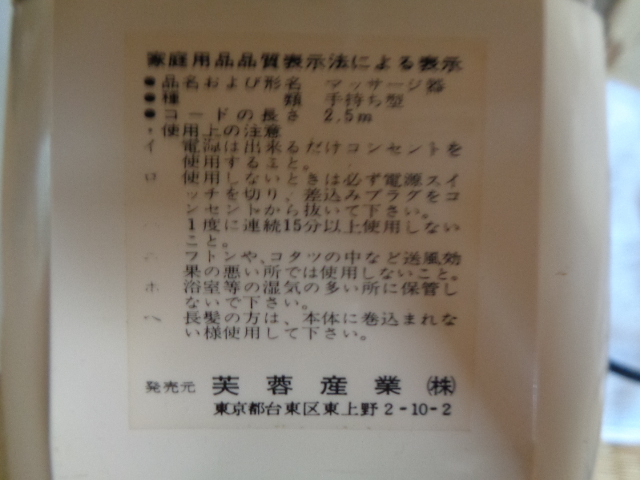 家庭用品品質表示法による表示
●品名および形名 マッサージ器
●種 類 手持ち型
●コードの長さ 2.5m
・使用上の注意
イ 電源は出来るだけコンセントを
使用すること。
ロ 使用しないときは必ず電源スイ
ッチを切り、差込みプラグをコ
ンセントから抜いて下さい。
1度に連続15分以上使用しない
こと。
フトンや、コタツの中など送風効
果の悪い所では使用しないこと。
ホ 浴室等の湿気の多い所に保管し
ないで下さい。
ヘ 長髪の方は、本体に巻込まれな
い様使用して下さい。
発売元 芙蓉産業㈱
東京都台東区東上野2-10-2